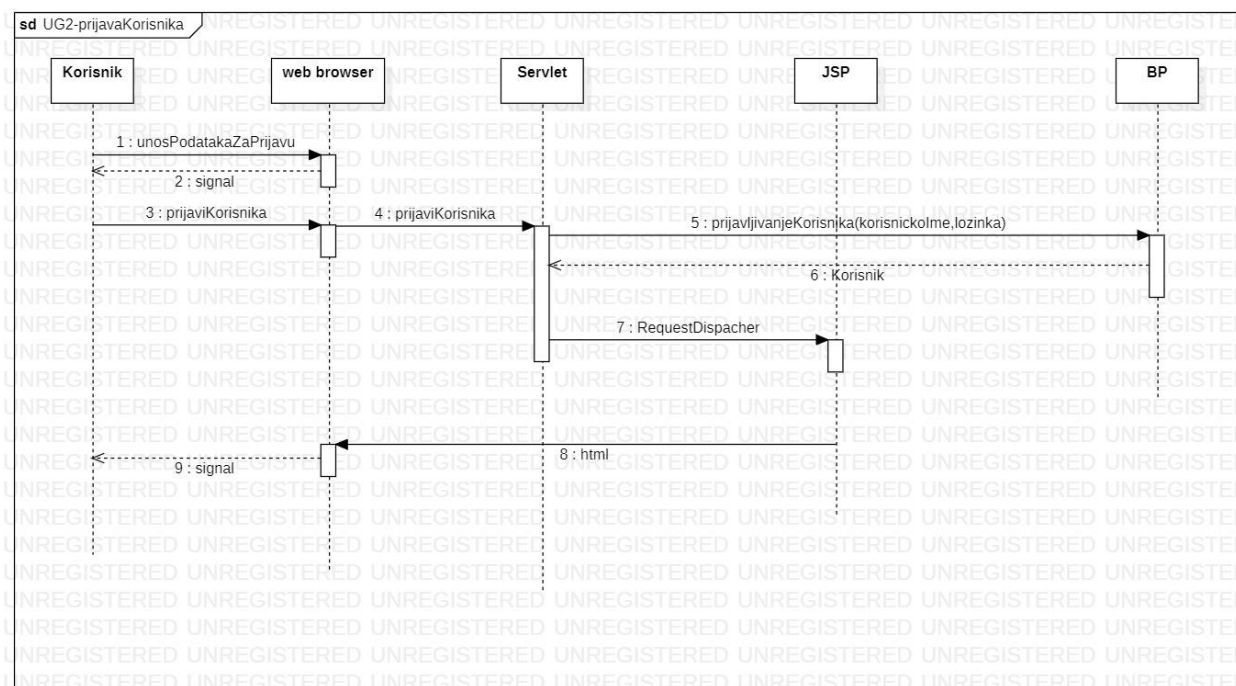 sd UG2-prijavaKorisnika
Korisnik
web browser
Servlet
JSP
BP
1 : unosPodatakaZaPrijavu
2 : signal
3 : prijaviKorisnika
4 : prijaviKorisnika
5 : prijavljivanjeKorisnika(korisnickoIme,lozinka)
6 : Korisnik
7 : RequestDispacher
8 : html
9 : signal
UNREGISTERED